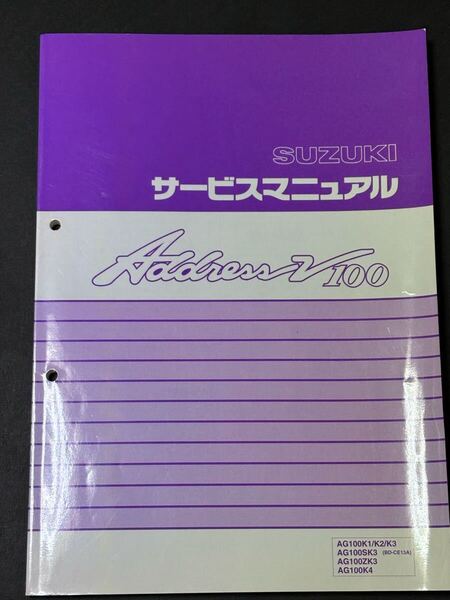 SUZUKI
サービスマニュアル
Address V100
AG100K1/K2/K3
AG100SK3 (BD-CE13A)
AG100ZK3
AG100K4